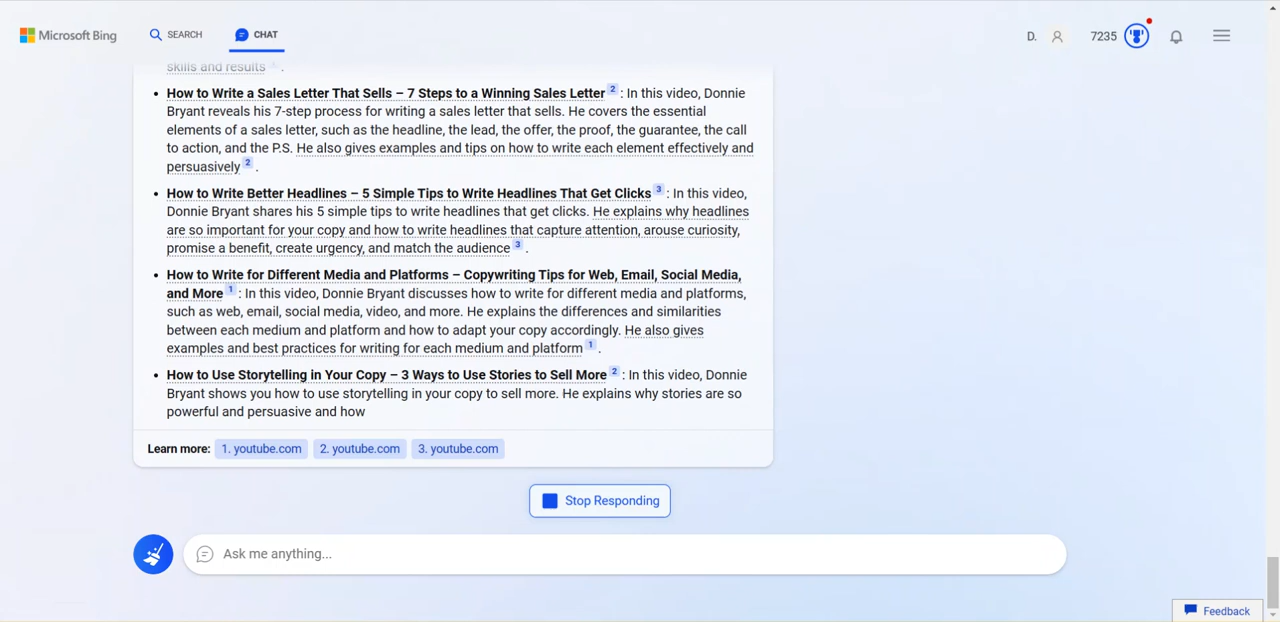 Microsoft Bing
SEARCH
CHAT
D.
7235
skills and results
How to Write a Sales Letter That Sells – 7 Steps to a Winning Sales Letter 2 : In this video, Donnie
Bryant reveals his 7-step process for writing a sales letter that sells. He covers the essential
elements of a sales letter, such as the headline, the lead, the offer, the proof, the guarantee, the call
to action, and the P.S. He also gives examples and tips on how to write each element effectively and
persuasively 2 .
How to Write Better Headlines – 5 Simple Tips to Write Headlines That Get Clicks 3 : In this video,
Donnie Bryant shares his 5 simple tips to write headlines that get clicks. He explains why headlines
are so important for your copy and how to write headlines that capture attention, arouse curiosity,
promise a benefit, create urgency, and match the audience 3 .
How to Write for Different Media and Platforms – Copywriting Tips for Web, Email, Social Media,
and More 1 : In this video, Donnie Bryant discusses how to write for different media and platforms,
such as web, email, social media, video, and more. He explains the differences and similarities
between each medium and platform and how to adapt your copy accordingly. He also gives
examples and best practices for writing for each medium and platform 1 .
How to Use Storytelling in Your Copy – 3 Ways to Use Stories to Sell More 2 : In this video, Donnie
Bryant shows you how to use storytelling in your copy to sell more. He explains why stories are so
powerful and persuasive and how
Learn more: 1. youtube.com 2. youtube.com 3. youtube.com
Stop Responding
Ask me anything...
Feedback